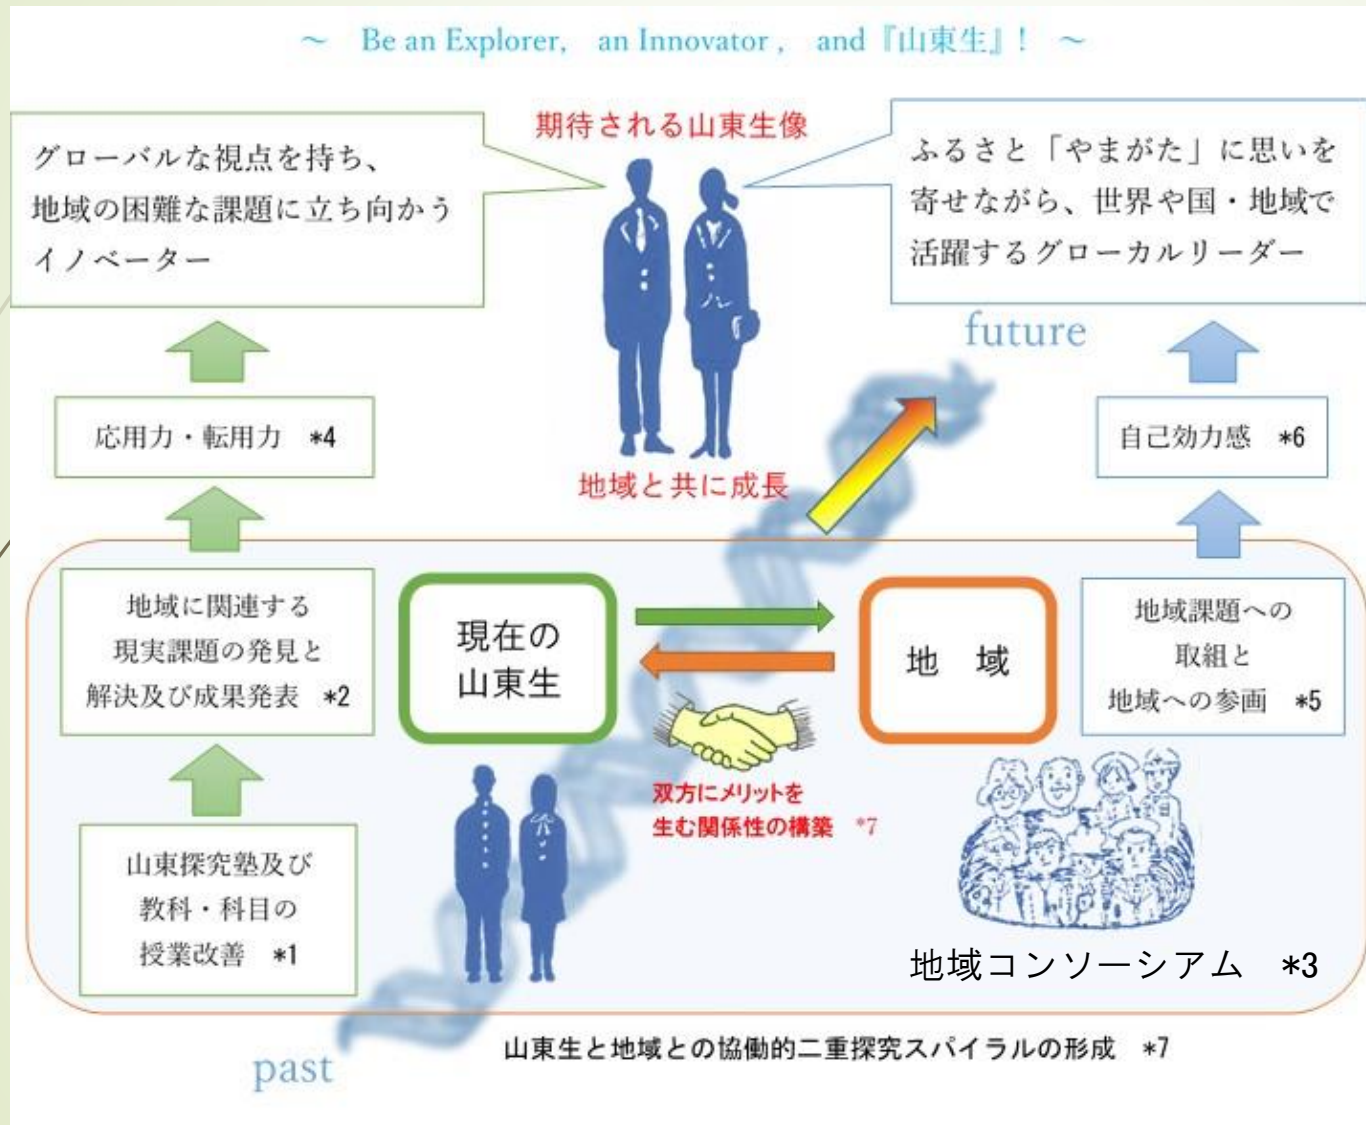 ～ Be an Explorer, an Innovator , and『山東生』! ～
期待される山東生像
グローバルな視点を持ち、
地域の困難な課題に立ち向かう
イノベーター
ふるさと「やまがた」に思いを
寄せながら、世界や国・地域で
活躍するグローカルリーダー
future
応用力・転用力 *4
自己効力感 *6
地域と共に成長
地域に関連する
現実課題の発見と
解決及び成果発表 *2
現在の
山東生
地 域
地域課題への
取組と
地域への参画 *5
双方にメリットを
生む関係性の構築 *7
山東探究塾及び
教科・科目の
授業改善 *1
地域コンソーシアム *3
山東生と地域との協働的二重探究スパイラルの形成 *7
past